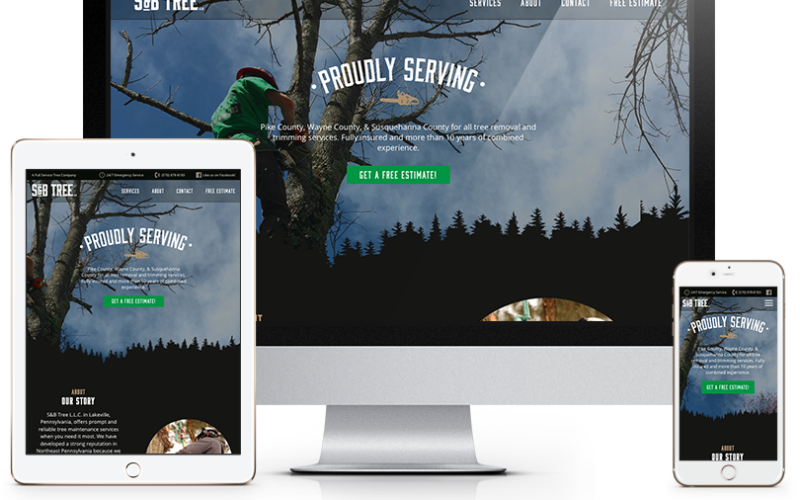 S&B TREE
SERVICES ABOUT CONTACT FREE ESTIMATE
· PROUDLY SERVING ·
Pike County, Wayne County, & Susquehanna County for all tree removal and
trimming services. Fully insured and more than 10 years of combined
experience.
GET A FREE ESTIMATE!
A Full Service Tree Company 24/7 Emergency Service Like us on Facebook!
S&B TREE
SERVICES ABOUT CONTACT FREE ESTIMATE
· PROUDLY SERVING ·
Pike County, Wayne County, & Susquehanna
County for all tree removal and trimming services.
Fully insured and more than 10 years of combined
experience.
GET A FREE ESTIMATE!
ABOUT
OUR STORY
S&B Tree L.L.C. in Lakeville,
Pennsylvania, offers prompt and
reliable tree maintenance services
when you need it most. We have
developed a strong reputation in
Northeast Pennsylvania because we
24/7 Emergency Service
S&B TREE
· PROUDLY SERVING ·
Pike County, Wayne County, &
Susquehanna County for all tree
removal and trimming services. Fully
insured and more than 10 years of
combined experience.
GET A FREE ESTIMATE!
ABOUT
OUR STORY